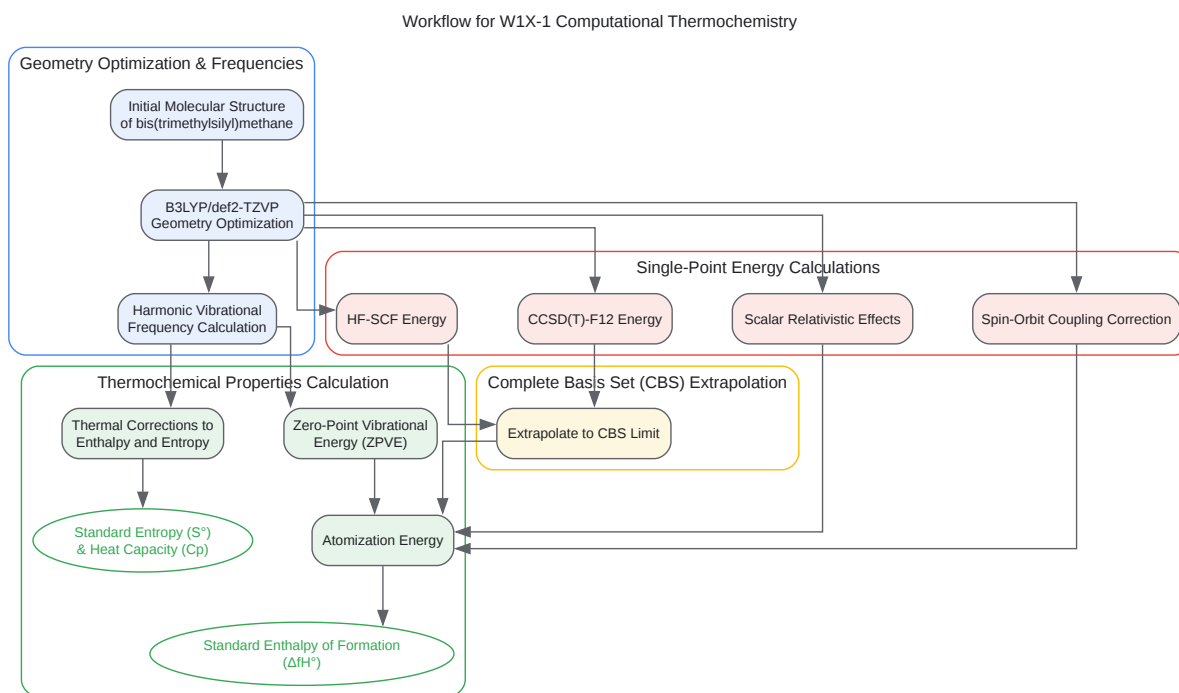 Workflow for W1X-1 Computational Thermochemistry
Geometry Optimization & Frequencies
Initial Molecular Structure
of bis(trimethylsilyl)methane
B3LYP/def2-TZVP
Geometry Optimization
Harmonic Vibrational
Frequency Calculation
Single-Point Energy Calculations
HF-SCF Energy
CCSD(T)-F12 Energy
Scalar Relativistic Effects
Spin-Orbit Coupling Correction
Thermochemical Properties Calculation
Complete Basis Set (CBS) Extrapolation
Thermal Corrections to
Enthalpy and Entropy
Zero-Point Vibrational
Energy (ZPVE)
Extrapolate to CBS Limit
Standard Entropy (S°)
& Heat Capacity (Cp)
Atomization Energy
Standard Enthalpy of Formation
(ΔfH°)